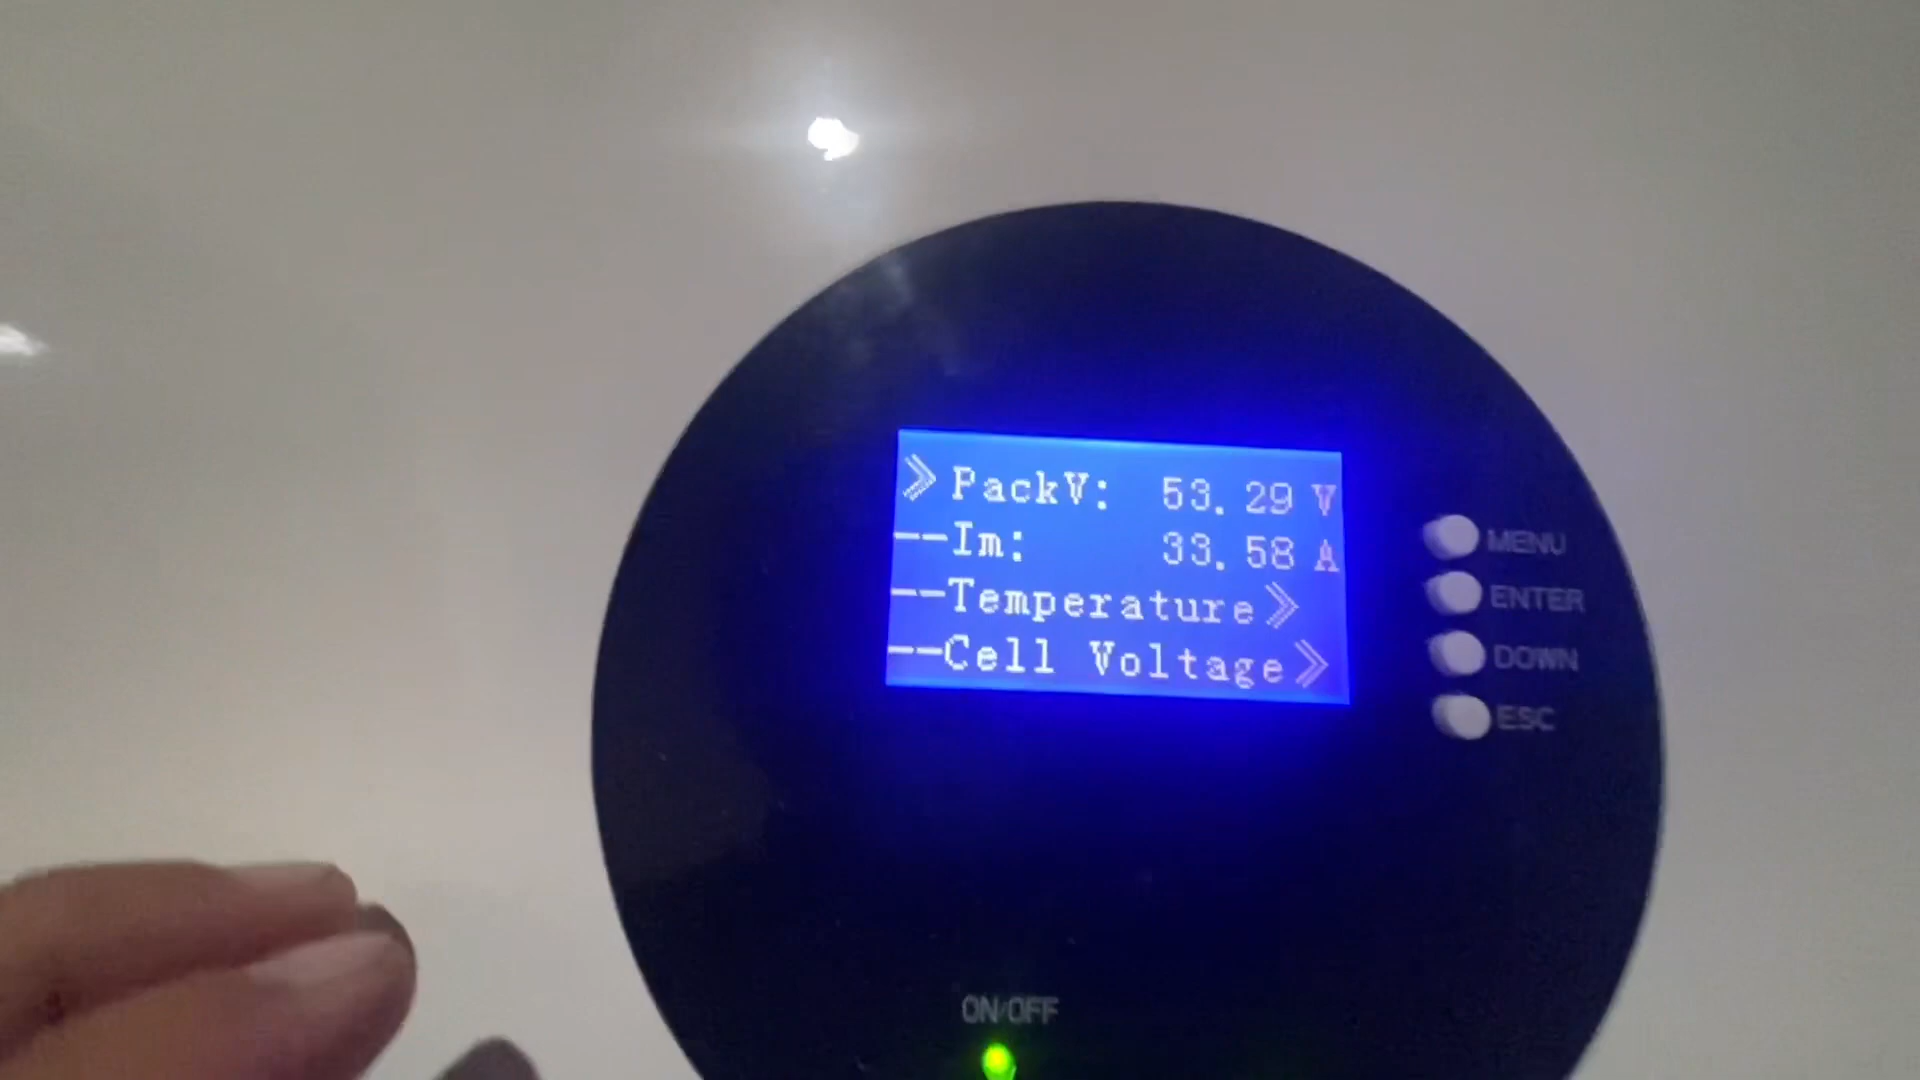 PackV: 53.29 V
--Im: 33.58 A
--Temperature
--Cell Voltage
MENU
ENTER
DOWN
ESC
ON/OFF